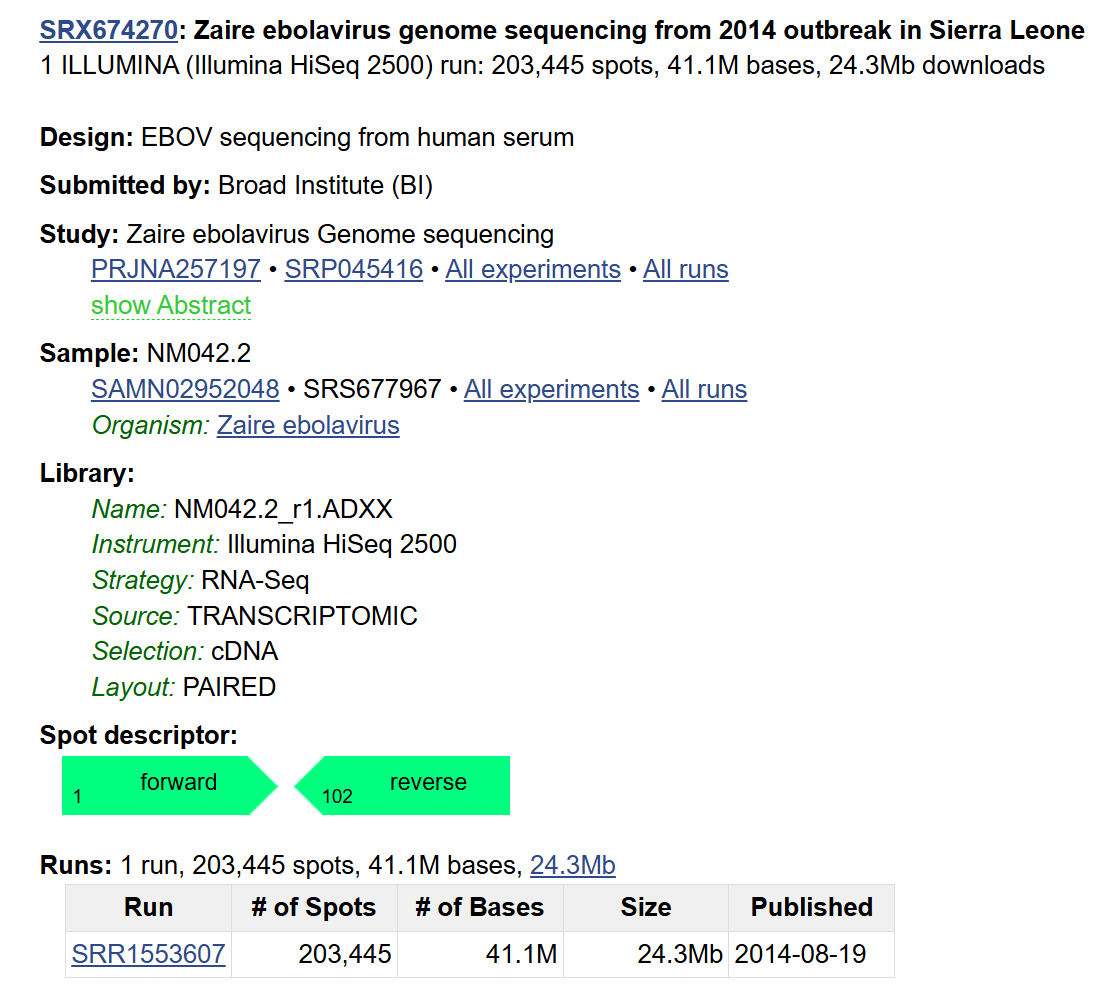 SRX674270: Zaire ebolavirus genome sequencing from 2014 outbreak in Sierra Leone
1 ILLUMINA (Illumina HiSeq 2500) run: 203,445 spots, 41.1M bases, 24.3Mb downloads
Design: EBOV sequencing from human serum
Submitted by: Broad Institute (BI)
Study: Zaire ebolavirus Genome sequencing
PRJNA257197 • SRP045416 • All experiments • All runs
show Abstract
Sample: NM042.2
SAMN02952048 • SRS677967 • All experiments • All runs
Organism: Zaire ebolavirus
Library:
Name: NM042.2_r1.ADXX
Instrument: Illumina HiSeq 2500
Strategy: RNA-Seq
Source: TRANSCRIPTOMIC
Selection: cDNA
Layout: PAIRED
Spot descriptor:
forward reverse
1 102
Runs: 1 run, 203,445 spots, 41.1M bases, 24.3Mb
Run # of Spots # of Bases Size Published
SRR1553607 203,445 41.1M 24.3Mb 2014-08-19